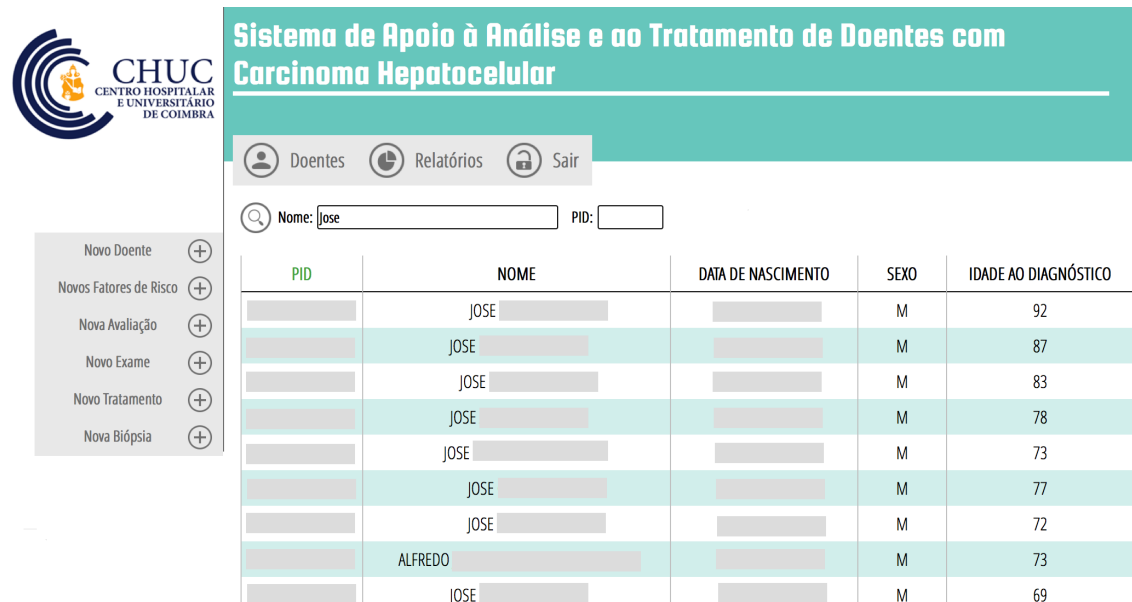 CHUC
CENTRO HOSPITALAR
E UNIVERSITÁRIO
DE COIMBRA
Sistema de Apoio à Análise e ao Tratamento de Doentes com
Carcinoma Hepatocelular
Doentes Relatórios Sair
Nome: Jose PID:
Novo Doente
Novos Fatores de Risco
Nova Avaliação
Novo Exame
Novo Tratamento
Nova Biópsia
PID NOME DATA DE NASCIMENTO SEXO IDADE AO DIAGNÓSTICO
JOSE M 92
JOSE M 87
JOSE M 83
JOSE M 78
JOSE M 73
JOSE M 77
JOSE M 72
ALFREDO M 73
JOSE M 69